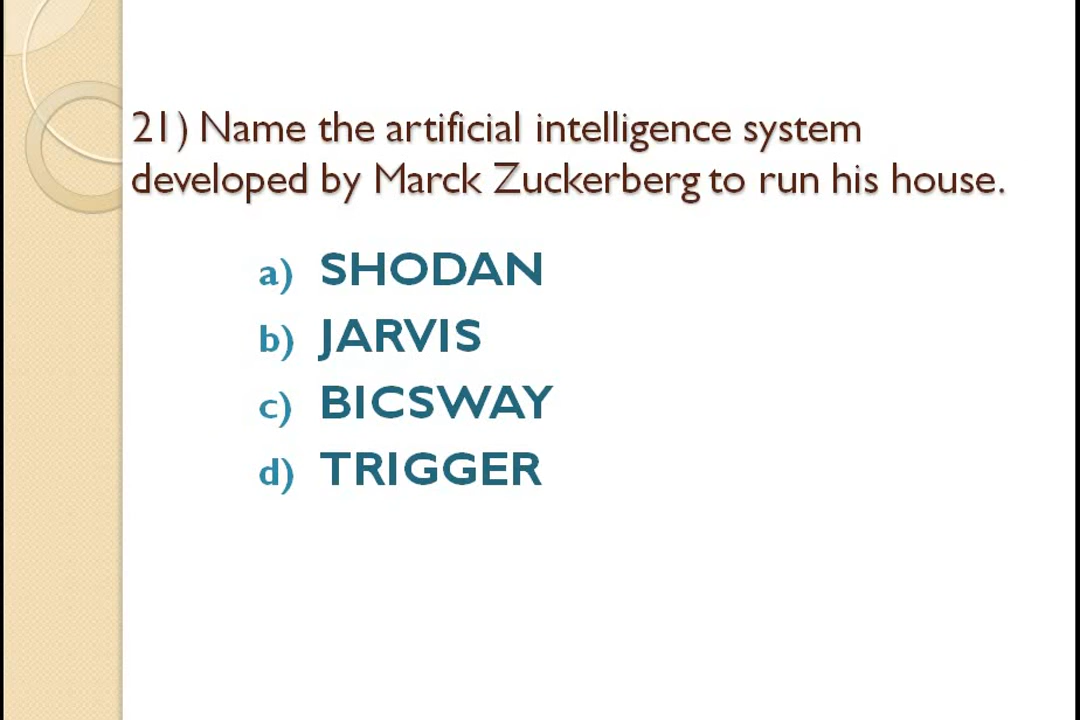 21) Name the artificial intelligence system
developed by Marck Zuckerberg to run his house.
a) SHODAN
b) JARVIS
c) BICSWAY
d) TRIGGER